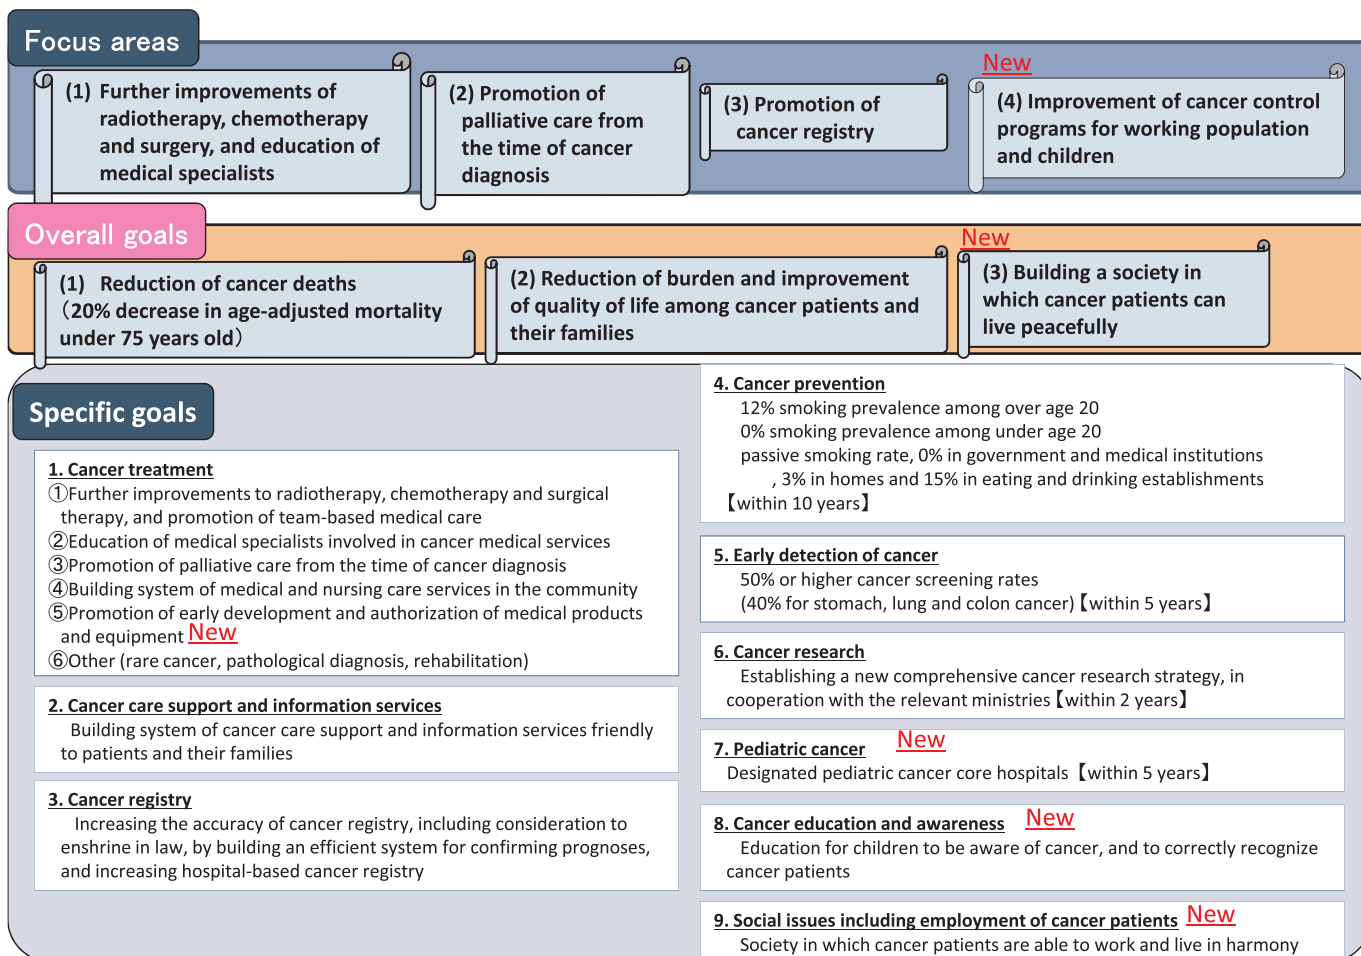 Focus areas
(1) Further improvements of
radiotherapy, chemotherapy
and surgery, and education of
medical specialists
(2) Promotion of
palliative care from
the time of cancer
diagnosis
(3) Promotion of
cancer registry
New
(4) Improvement of cancer control
programs for working population
and children
Overall goals
(1) Reduction of cancer deaths
（20% decrease in age-adjusted mortality
under 75 years old）
(2) Reduction of burden and improvement
of quality of life among cancer patients and
their families
New
(3) Building a society in
which cancer patients can
live peacefully
Specific goals
1. Cancer treatment
①Further improvements to radiotherapy, chemotherapy and surgical
therapy, and promotion of team-based medical care
②Education of medical specialists involved in cancer medical services
③Promotion of palliative care from the time of cancer diagnosis
④Building system of medical and nursing care services in the community
⑤Promotion of early development and authorization of medical products
and equipment New
⑥Other (rare cancer, pathological diagnosis, rehabilitation)
2. Cancer care support and information services
Building system of cancer care support and information services friendly
to patients and their families
3. Cancer registry
Increasing the accuracy of cancer registry, including consideration to
enshrine in law, by building an efficient system for confirming prognoses,
and increasing hospital-based cancer registry
4. Cancer prevention
12% smoking prevalence among over age 20
0% smoking prevalence among under age 20
passive smoking rate, 0% in government and medical institutions
, 3% in homes and 15% in eating and drinking establishments
【within 10 years】
5. Early detection of cancer
50% or higher cancer screening rates
(40% for stomach, lung and colon cancer)【within 5 years】
6. Cancer research
Establishing a new comprehensive cancer research strategy, in
cooperation with the relevant ministries【within 2 years】
7. Pediatric cancer New
Designated pediatric cancer core hospitals【within 5 years】
8. Cancer education and awareness New
Education for children to be aware of cancer, and to correctly recognize
cancer patients
9. Social issues including employment of cancer patients New
Society in which cancer patients are able to work and live in harmony